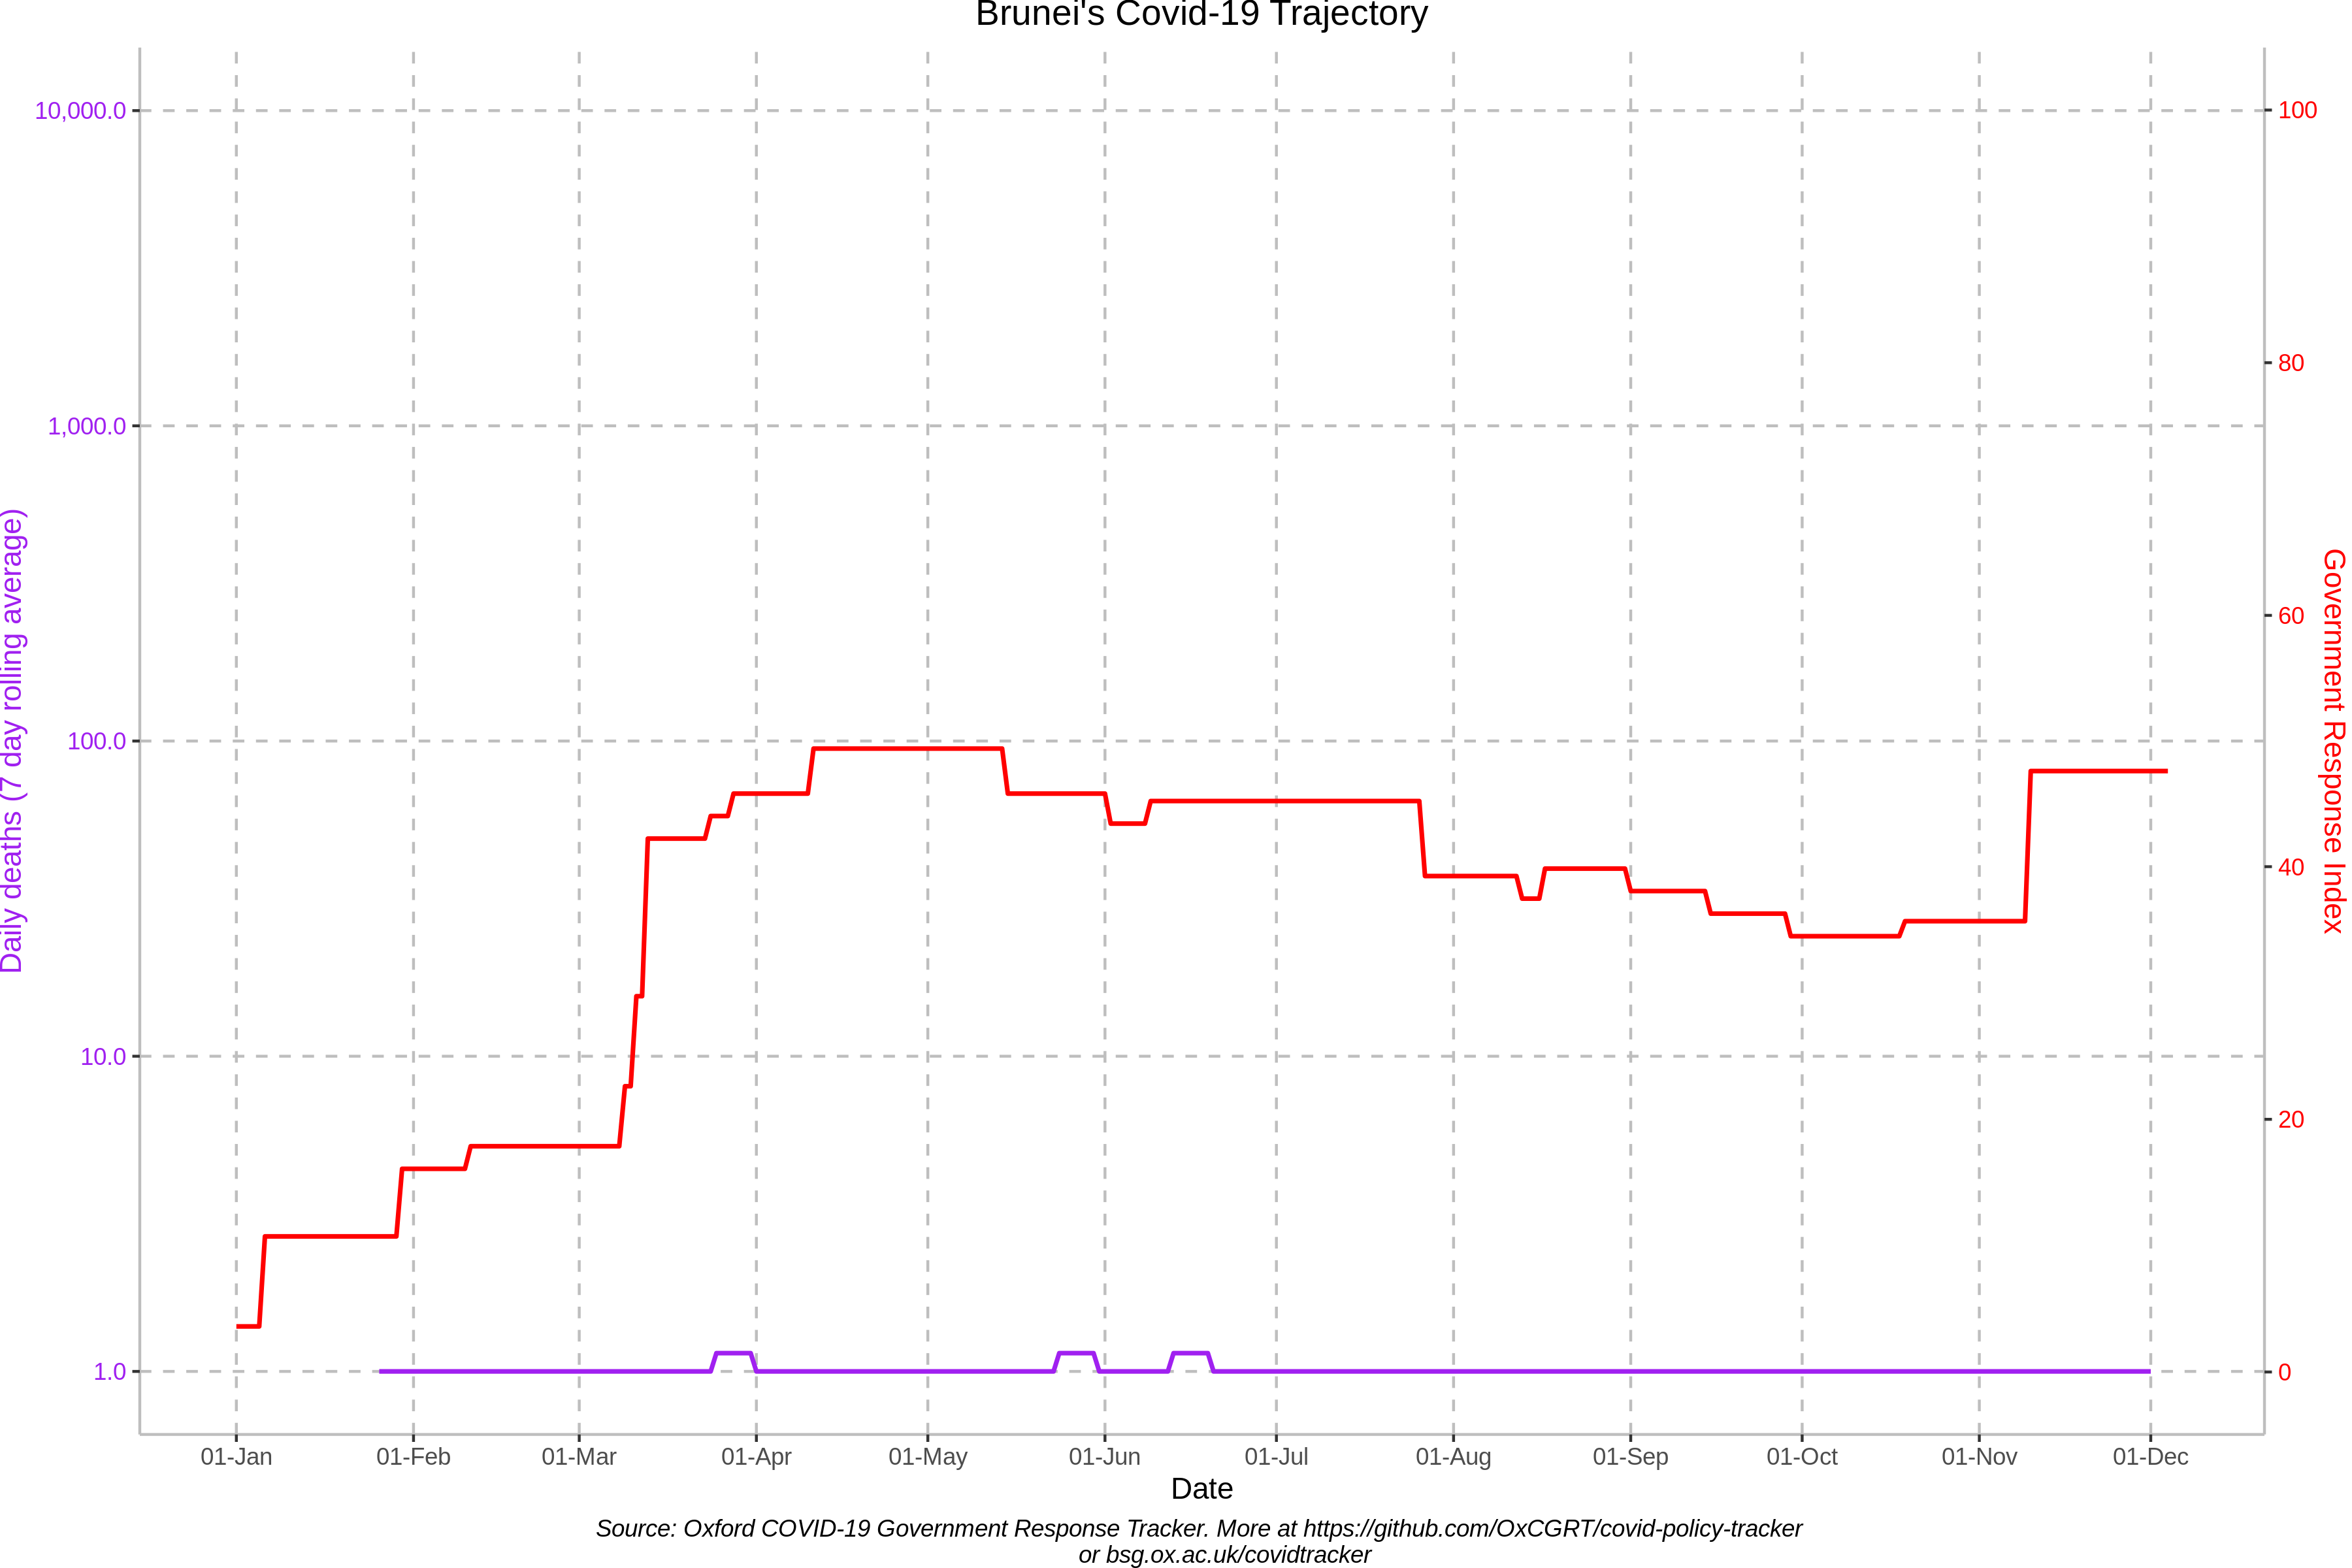 Brunei's Covid-19 Trajectory
10,000.0
1,000.0
100.0
10.0
1.0
Daily deaths (7 day rolling average)
100
80
60
40
20
0
Government Response Index
01-Jan 01-Feb 01-Mar 01-Apr 01-May 01-Jun 01-Jul 01-Aug 01-Sep 01-Oct 01-Nov 01-Dec
Date
Source: Oxford COVID-19 Government Response Tracker. More at https://github.com/OxCGRT/covid-policy-tracker
or bsg.ox.ac.uk/covidtracker